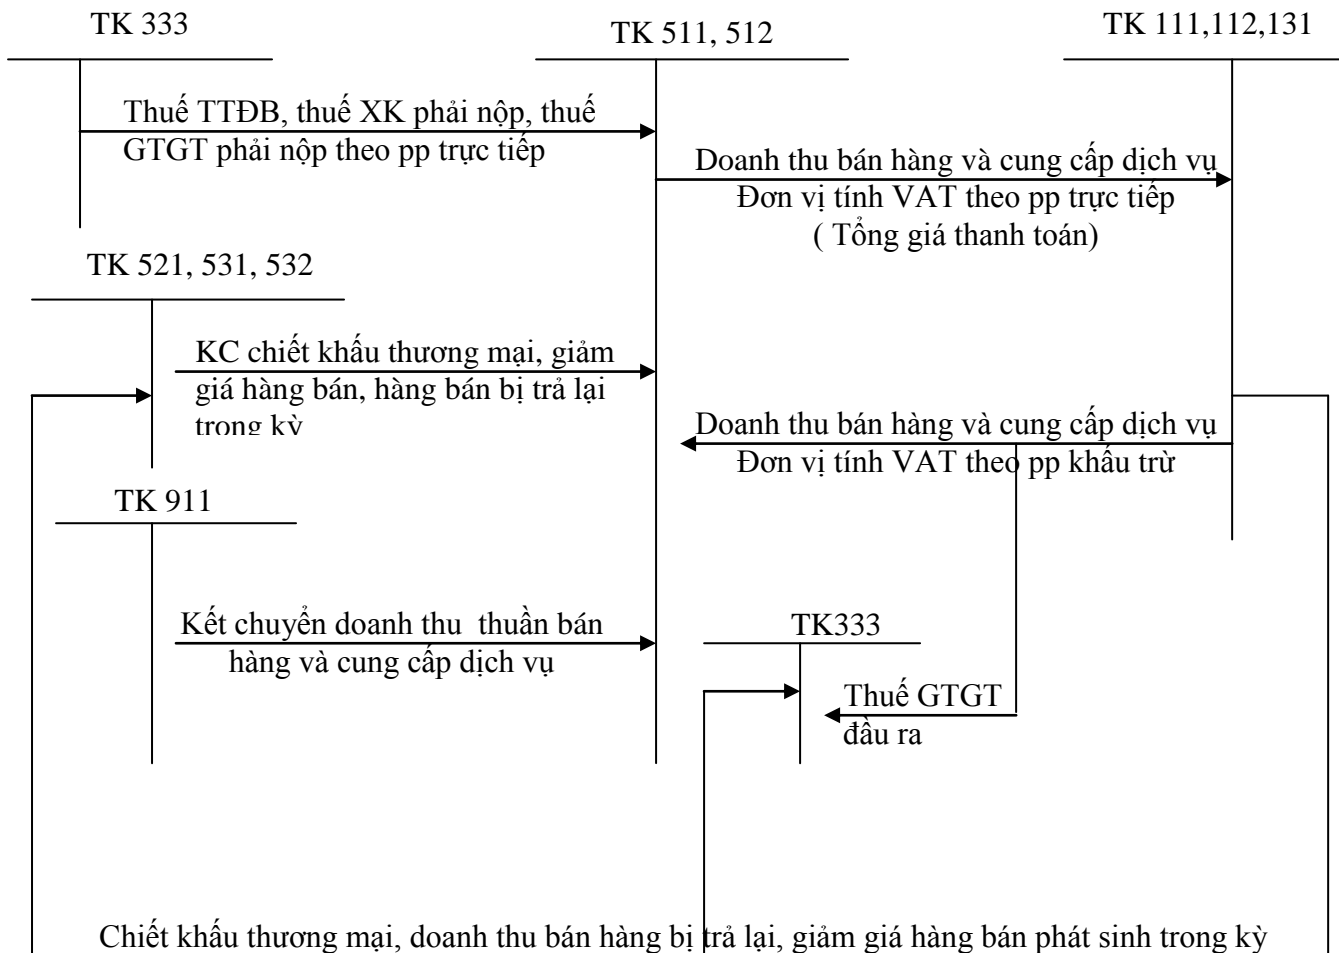 TK 333
TK 511, 512
TK 111,112,131
Thuế TTĐB, thuế XK phải nộp, thuế
GTGT phải nộp theo pp trực tiếp
Doanh thu bán hàng và cung cấp dịch vụ
Đơn vị tính VAT theo pp trực tiếp
( Tổng giá thanh toán)
TK 521, 531, 532
KC chiết khấu thương mại, giảm
giá hàng bán, hàng bán bị trả lại
trong kỳ
Doanh thu bán hàng và cung cấp dịch vụ
Đơn vị tính VAT theo pp khấu trừ
TK 911
Kết chuyển doanh thu thuần bán
hàng và cung cấp dịch vụ
TK333
Thuế GTGT
đầu ra
Chiết khấu thương mại, doanh thu bán hàng bị trả lại, giảm giá hàng bán phát sinh trong kỳ